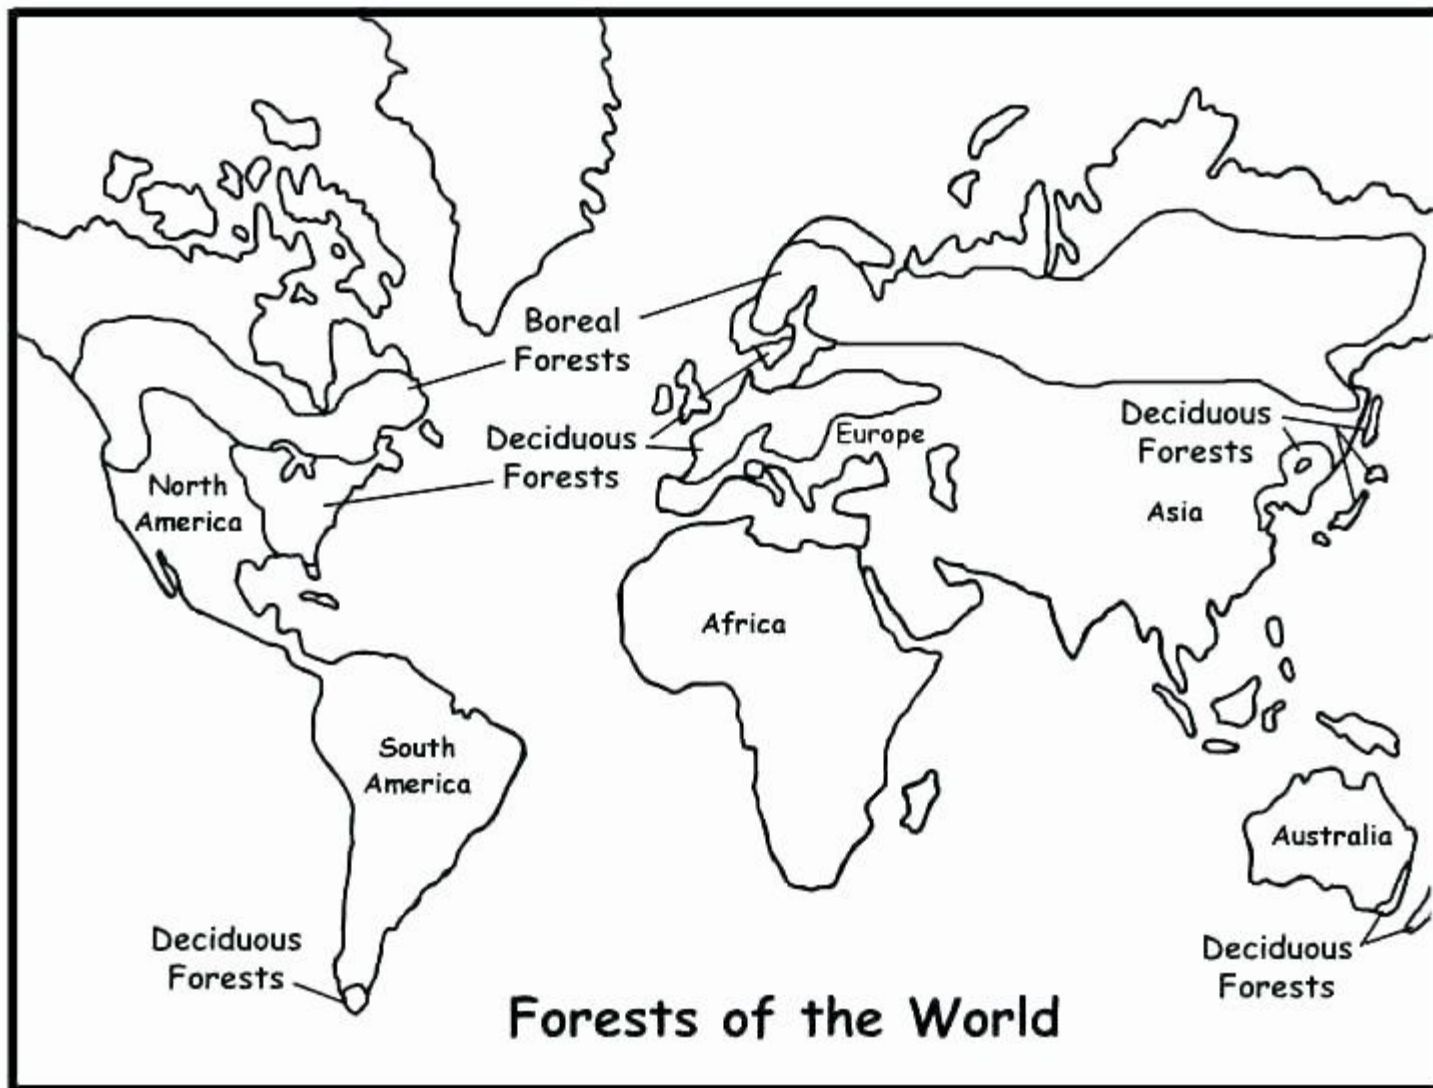 Boreal
Forests
Deciduous
Forests
Europe
Deciduous
Forests
North
America
Asia
Africa
South
America
Australia
Deciduous
Forests
Deciduous
Forests
Forests of the World